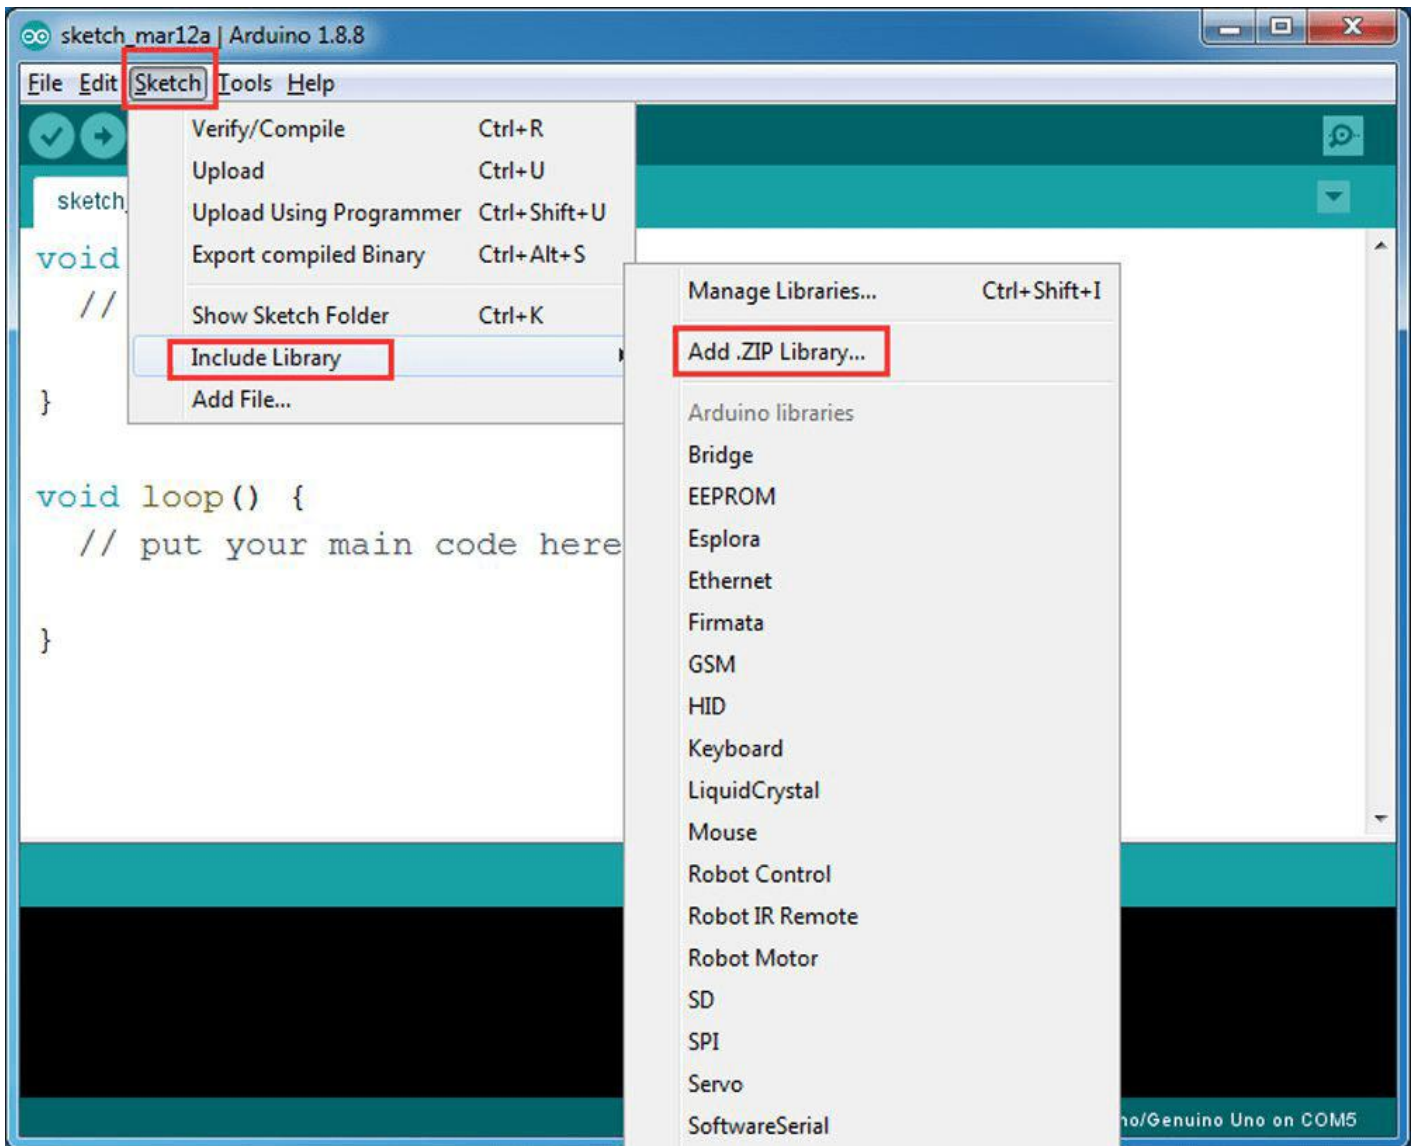 sketch_mar12a | Arduino 1.8.8
File Edit Sketch Tools Help
Verify/Compile Ctrl+R
Upload Ctrl+U
Upload Using Programmer Ctrl+Shift+U
Export compiled Binary Ctrl+Alt+S
Show Sketch Folder Ctrl+K
Include Library
Add File...
Manage Libraries... Ctrl+Shift+I
Add .ZIP Library...
Arduino libraries
Bridge
EEPROM
Esplora
Ethernet
Firmata
GSM
HID
Keyboard
LiquidCrystal
Mouse
Robot Control
Robot IR Remote
Robot Motor
SD
SPI
Servo
SoftwareSerial
sketch_
void
//
}
void loop() {
// put your main code here
}
no/Genuino Uno on COM5